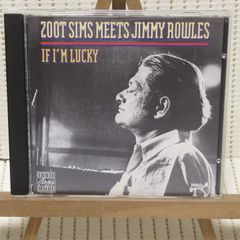 ZOOT SIMS MEETS JIMMY ROWLES
IF I'M LUCKY